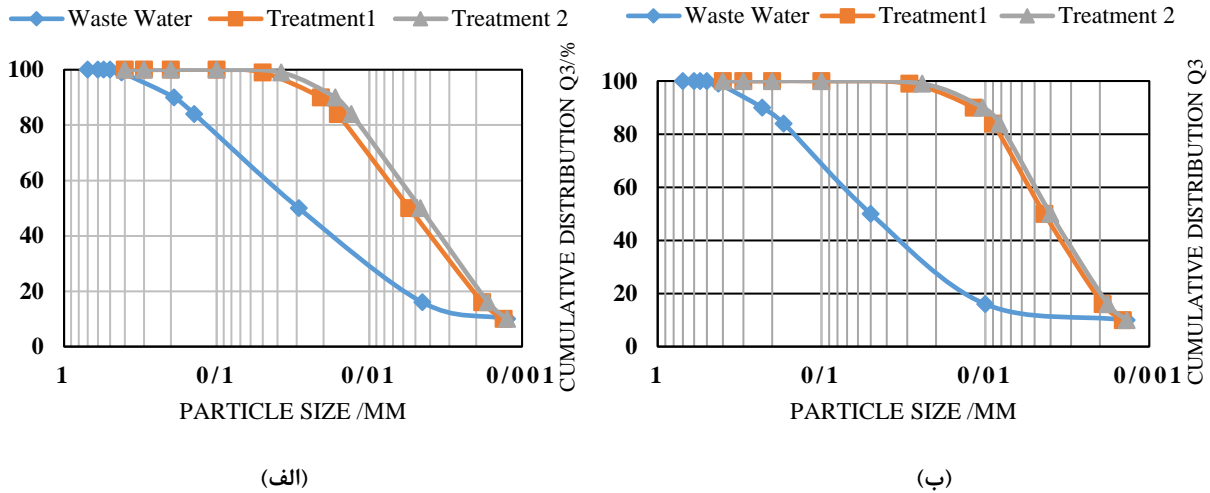 Waste Water Treatment1 Treatment 2
100
80
60
40
20
0
1 0/1 0/01 0/001
PARTICLE SIZE /MM
CUMULATIVE DISTRIBUTION Q3/%
(الف)
Waste Water Treatment1 Treatment 2
100
80
60
40
20
0
1 0/1 0/01 0/001
PARTICLE SIZE /MM
CUMULATIVE DISTRIBUTION Q3
(ب)